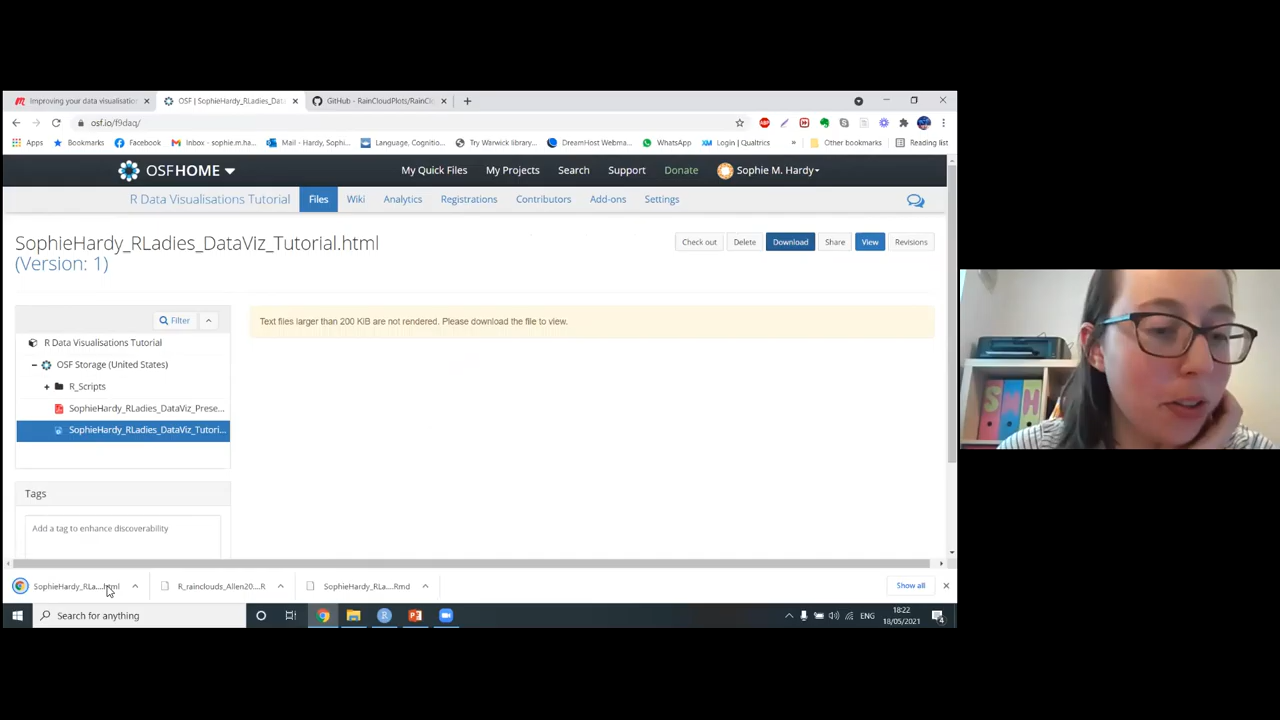 Improving your data visualisatio
OSF | SophieHardy_RLadies_Dat
GitHub - RainCloudPlots/RainCl
osf.io/f9daq/
Apps
Bookmarks
Facebook
Inbox - sophie.m.ha...
Mail - Hardy, Sophi...
Language, Cognitio...
Try Warwick library...
DreamHost Webma...
WhatsApp
Login | Qualtrics
»
Other bookmarks
Reading list
OSFHOME
My Quick Files
My Projects
Search
Support
Donate
Sophie M. Hardy
R Data Visualisations Tutorial
Files
Wiki
Analytics
Registrations
Contributors
Add-ons
Settings
SophieHardy_RLadies_DataViz_Tutorial.html
(Version: 1)
Check out
Delete
Download
Share
View
Revisions
Filter
Text files larger than 200 KiB are not rendered. Please download the file to view.
R Data Visualisations Tutorial
OSF Storage (United States)
R_Scripts
SophieHardy_RLadies_DataViz_Prese...
SophieHardy_RLadies_DataViz_Tutori...
Tags
Add a tag to enhance discoverability
SophieHardy_RLa....html
R_rainclouds_Allen20....R
SophieHardy_RLa....Rmd
Show all
Search for anything
ENG
18:22
18/05/2021
4
S M H